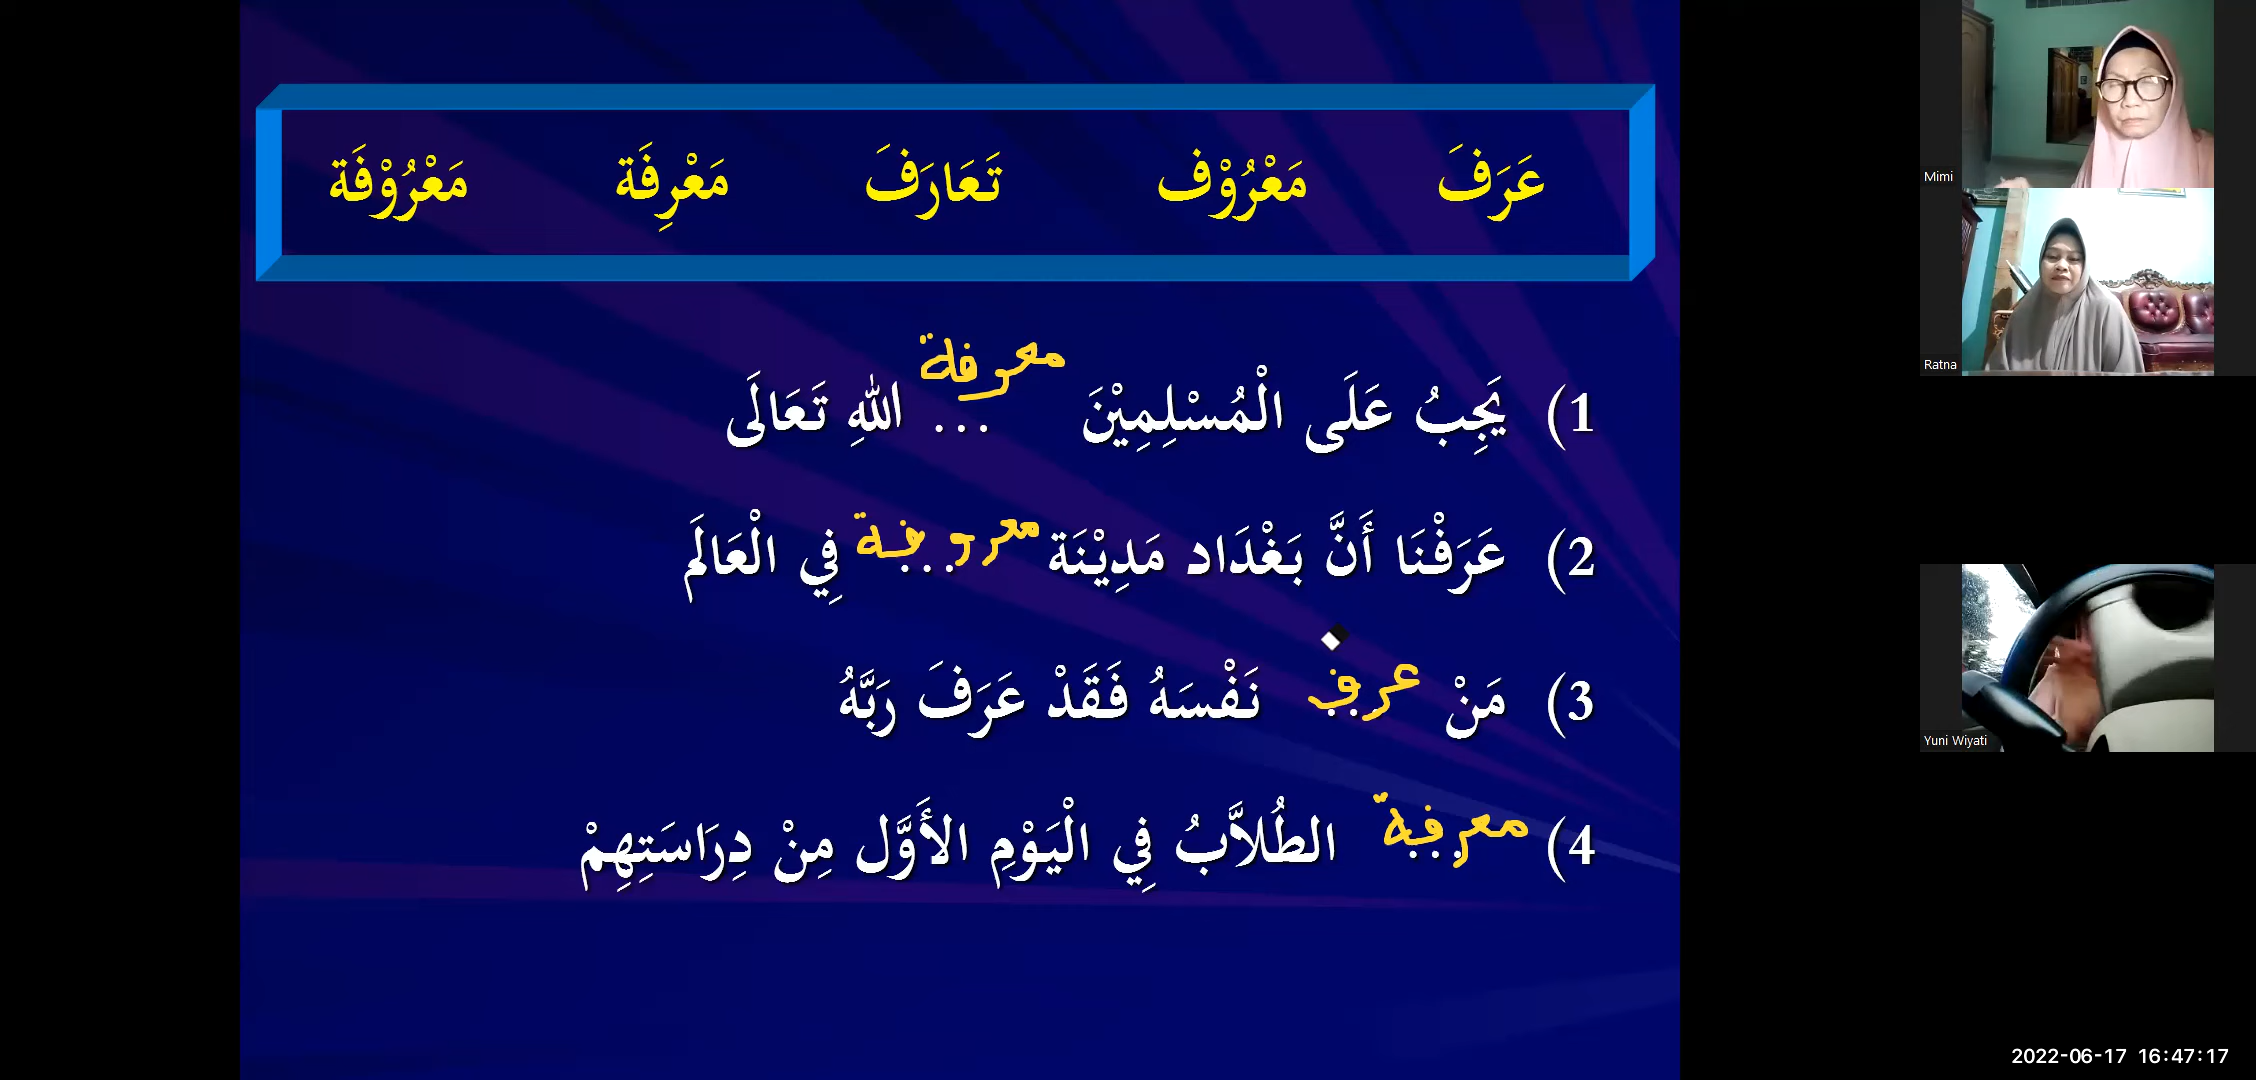 عَرَفَ مَعْرُوْف تَعَارَفَ مَعْرِفَة مَعْرُوْفَة
1) يَجِبُ عَلَى الْمُسْلِمِيْنَ ... معرفة اللهِ تَعَالَى
2) عَرَفْنَا أَنَّ بَغْدَاد مَدِيْنَة ... معروفة فِي الْعَالَمِ
3) مَنْ ... عرف نَفْسَهُ فَقَدْ عَرَفَ رَبَّهُ
4) ... معرفة الطُلاَّبُ فِي الْيَوْمِ الأَوَّل مِنْ دِرَاسَتِهِمْ
Mimi
Ratna
Yuni Wiyati
2022-06-17 16:47:17